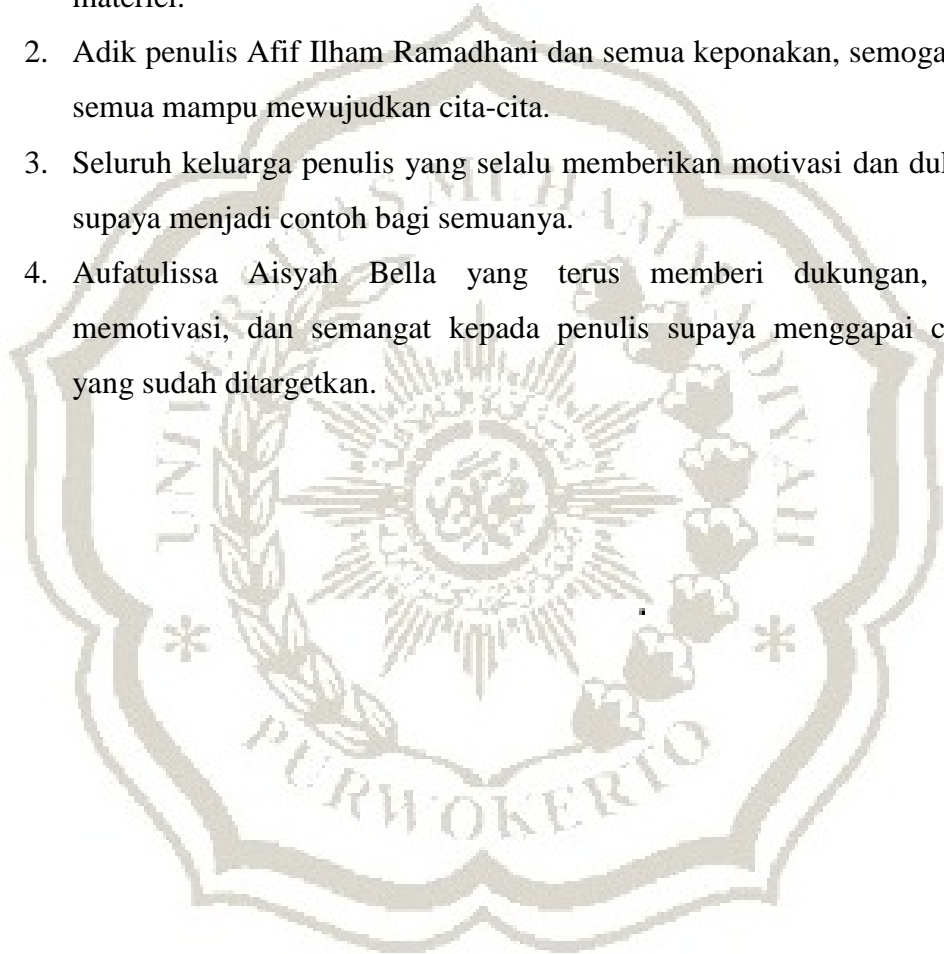 materiel.
2. Adik penulis Afif Ilham Ramadhani dan semua keponakan, semoga
semua mampu mewujudkan cita-cita.
3. Seluruh keluarga penulis yang selalu memberikan motivasi dan
supaya menjadi contoh bagi semuanya.
4. Aufatulissa Aisyah Bella yang terus memberi dukungan,
memotivasi, dan semangat kepada penulis supaya menggapai
yang sudah ditargetkan.
UNIVERSITAS MUHAMMADIYAH
PURWOKERTO